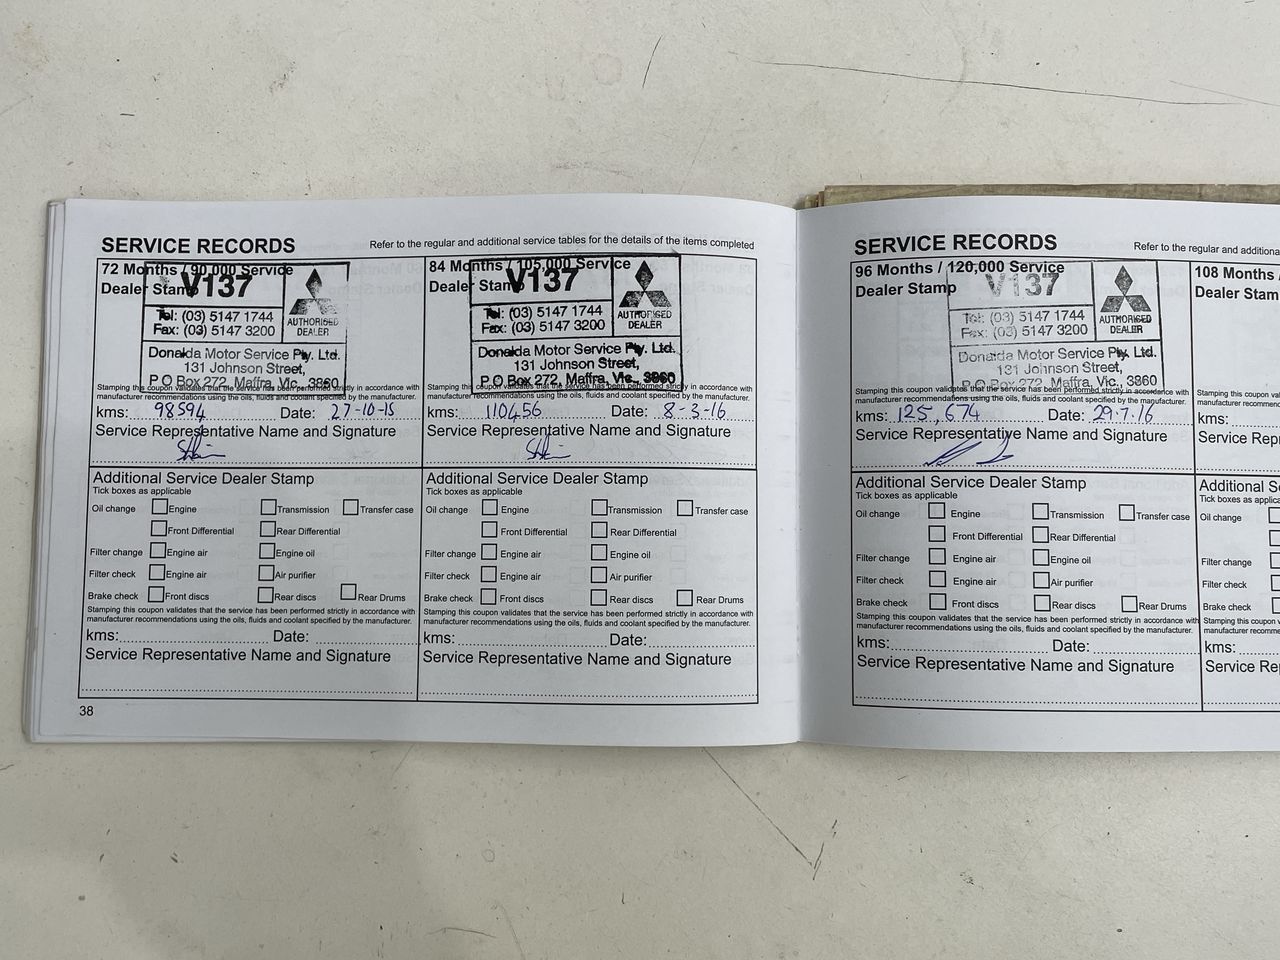 SERVICE RECORDS
Refer to the regular and additional service tables for the details of the items completed
72 Months / 90,000 Service
Dealer Stamp
V137
Tel: (03) 5147 1744
Fax: (03) 5147 3200
AUTHORISED
DEALER
Donalda Motor Service Pty. Ltd.
131 Johnson Street,
P O Box 272, Maffra, Vic., 3860
Stamping this coupon validates that the service has been performed strictly in accordance with
manufacturer recommendations using the oils, fluids and coolant specified by the manufacturer.
kms: 98594 Date: 27-10-15
Service Representative Name and Signature
Additional Service Dealer Stamp
Tick boxes as applicable
Oil change Engine Transmission Transfer case
Front Differential Rear Differential
Filter change Engine air Engine oil
Filter check Engine air Air purifier
Brake check Front discs Rear discs Rear Drums
Stamping this coupon validates that the service has been performed strictly in accordance with
manufacturer recommendations using the oils, fluids and coolant specified by the manufacturer.
kms: Date:
Service Representative Name and Signature
38
84 Months / 105,000 Service
Dealer Stamp
V137
Tel: (03) 5147 1744
Fax: (03) 5147 3200
AUTHORISED
DEALER
Donalda Motor Service Pty. Ltd.
131 Johnson Street,
P O Box 272, Maffra, Vic., 3860
Stamping this coupon validates that the service has been performed strictly in accordance with
manufacturer recommendations using the oils, fluids and coolant specified by the manufacturer.
kms: 110456 Date: 8-3-16
Service Representative Name and Signature
Additional Service Dealer Stamp
Tick boxes as applicable
Oil change Engine Transmission Transfer case
Front Differential Rear Differential
Filter change Engine air Engine oil
Filter check Engine air Air purifier
Brake check Front discs Rear discs Rear Drums
Stamping this coupon validates that the service has been performed strictly in accordance with
manufacturer recommendations using the oils, fluids and coolant specified by the manufacturer.
kms: Date:
Service Representative Name and Signature
SERVICE RECORDS
Refer to the regular and additiona
96 Months / 120,000 Service
Dealer Stamp
V137
Tel: (03) 5147 1744
Fax: (03) 5147 3200
AUTHORISED
DEALER
Donalda Motor Service Pty. Ltd.
131 Johnson Street,
P O Box 272, Maffra, Vic., 3860
Stamping this coupon validates that the service has been performed strictly in accordance with
manufacturer recommendations using the oils, fluids and coolant specified by the manufacturer.
kms: 125,674 Date: 29.7.16
Service Representative Name and Signature
Additional Service Dealer Stamp
Tick boxes as applicable
Oil change Engine Transmission Transfer case
Front Differential Rear Differential
Filter change Engine air Engine oil
Filter check Engine air Air purifier
Brake check Front discs Rear discs Rear Drums
Stamping this coupon validates that the service has been performed strictly in accordance with
manufacturer recommendations using the oils, fluids and coolant specified by the manufacturer.
kms: Date:
Service Representative Name and Signature
108 Months /
Dealer Stam
Stamping this coupon
manufacturer recomm
kms:
Service Repr
Additional S
Tick boxes as applic
Oil change
Filter change
Filter check
Brake check
Stamping this coupon
manufacturer recomm
kms:
Service Rep